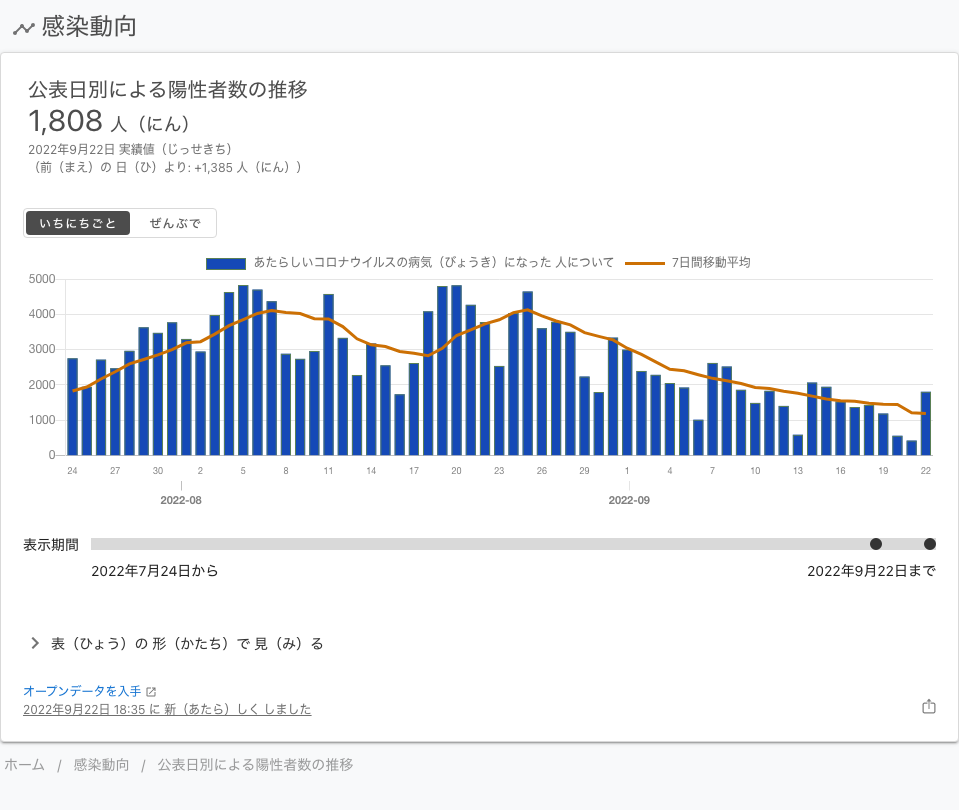 感染動向
公表日別による陽性者数の推移
1,808 人（にん）
2022年9月22日 実績値（じっせきち）
（前（まえ）の 日（ひ）より: +1,385 人（にん））
いちにちごと ぜんぶで
あたらしいコロナウイルスの病気（びょうき）になった 人について 7日間移動平均
5000
4000
3000
2000
1000
0
24 27 30 2 5 8 11 14 17 20 23 26 29 1 4 7 10 13 16 19 22
2022-08 2022-09
表示期間
2022年7月24日から 2022年9月22日まで
表（ひょう）の 形（かたち）で 見（み）る
オープンデータを入手
2022年9月22日 18:35 に 新（あたら）しく しました
ホーム / 感染動向 / 公表日別による陽性者数の推移